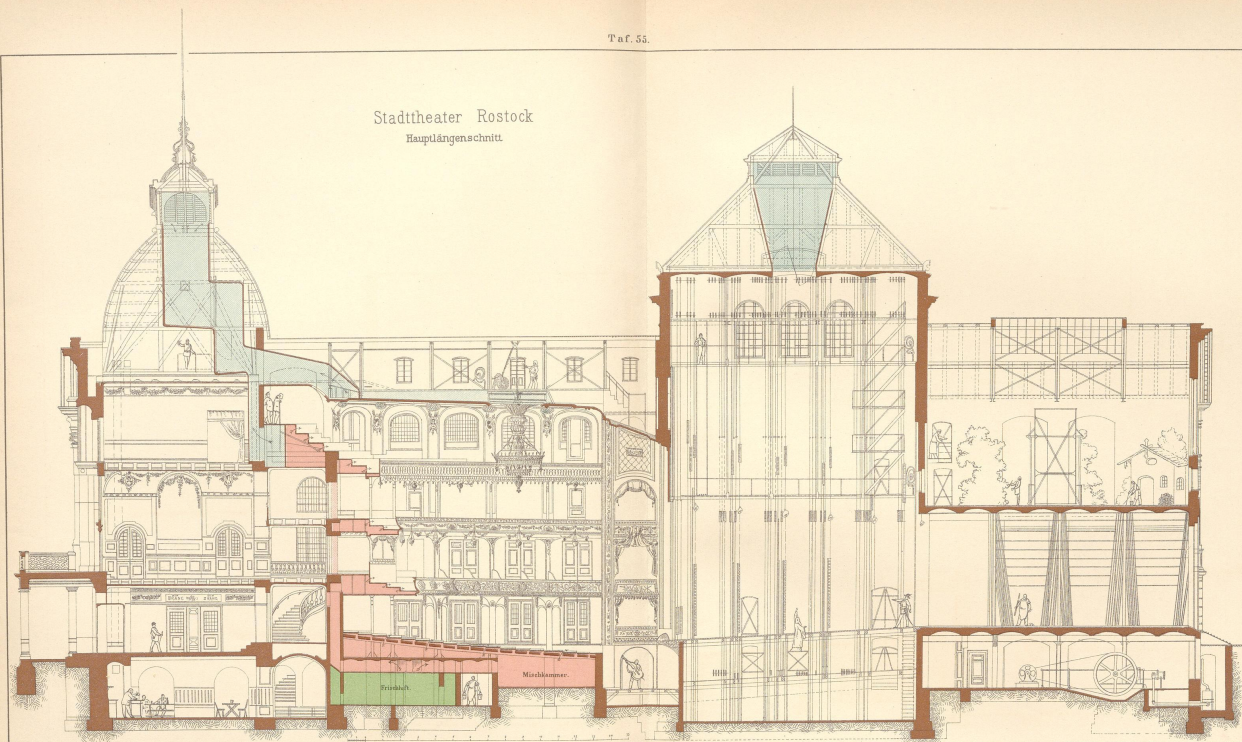 Taf. 55.
Stadttheater Rostock
Hauptlängenschnitt
Frischluft.
Mischkammer.